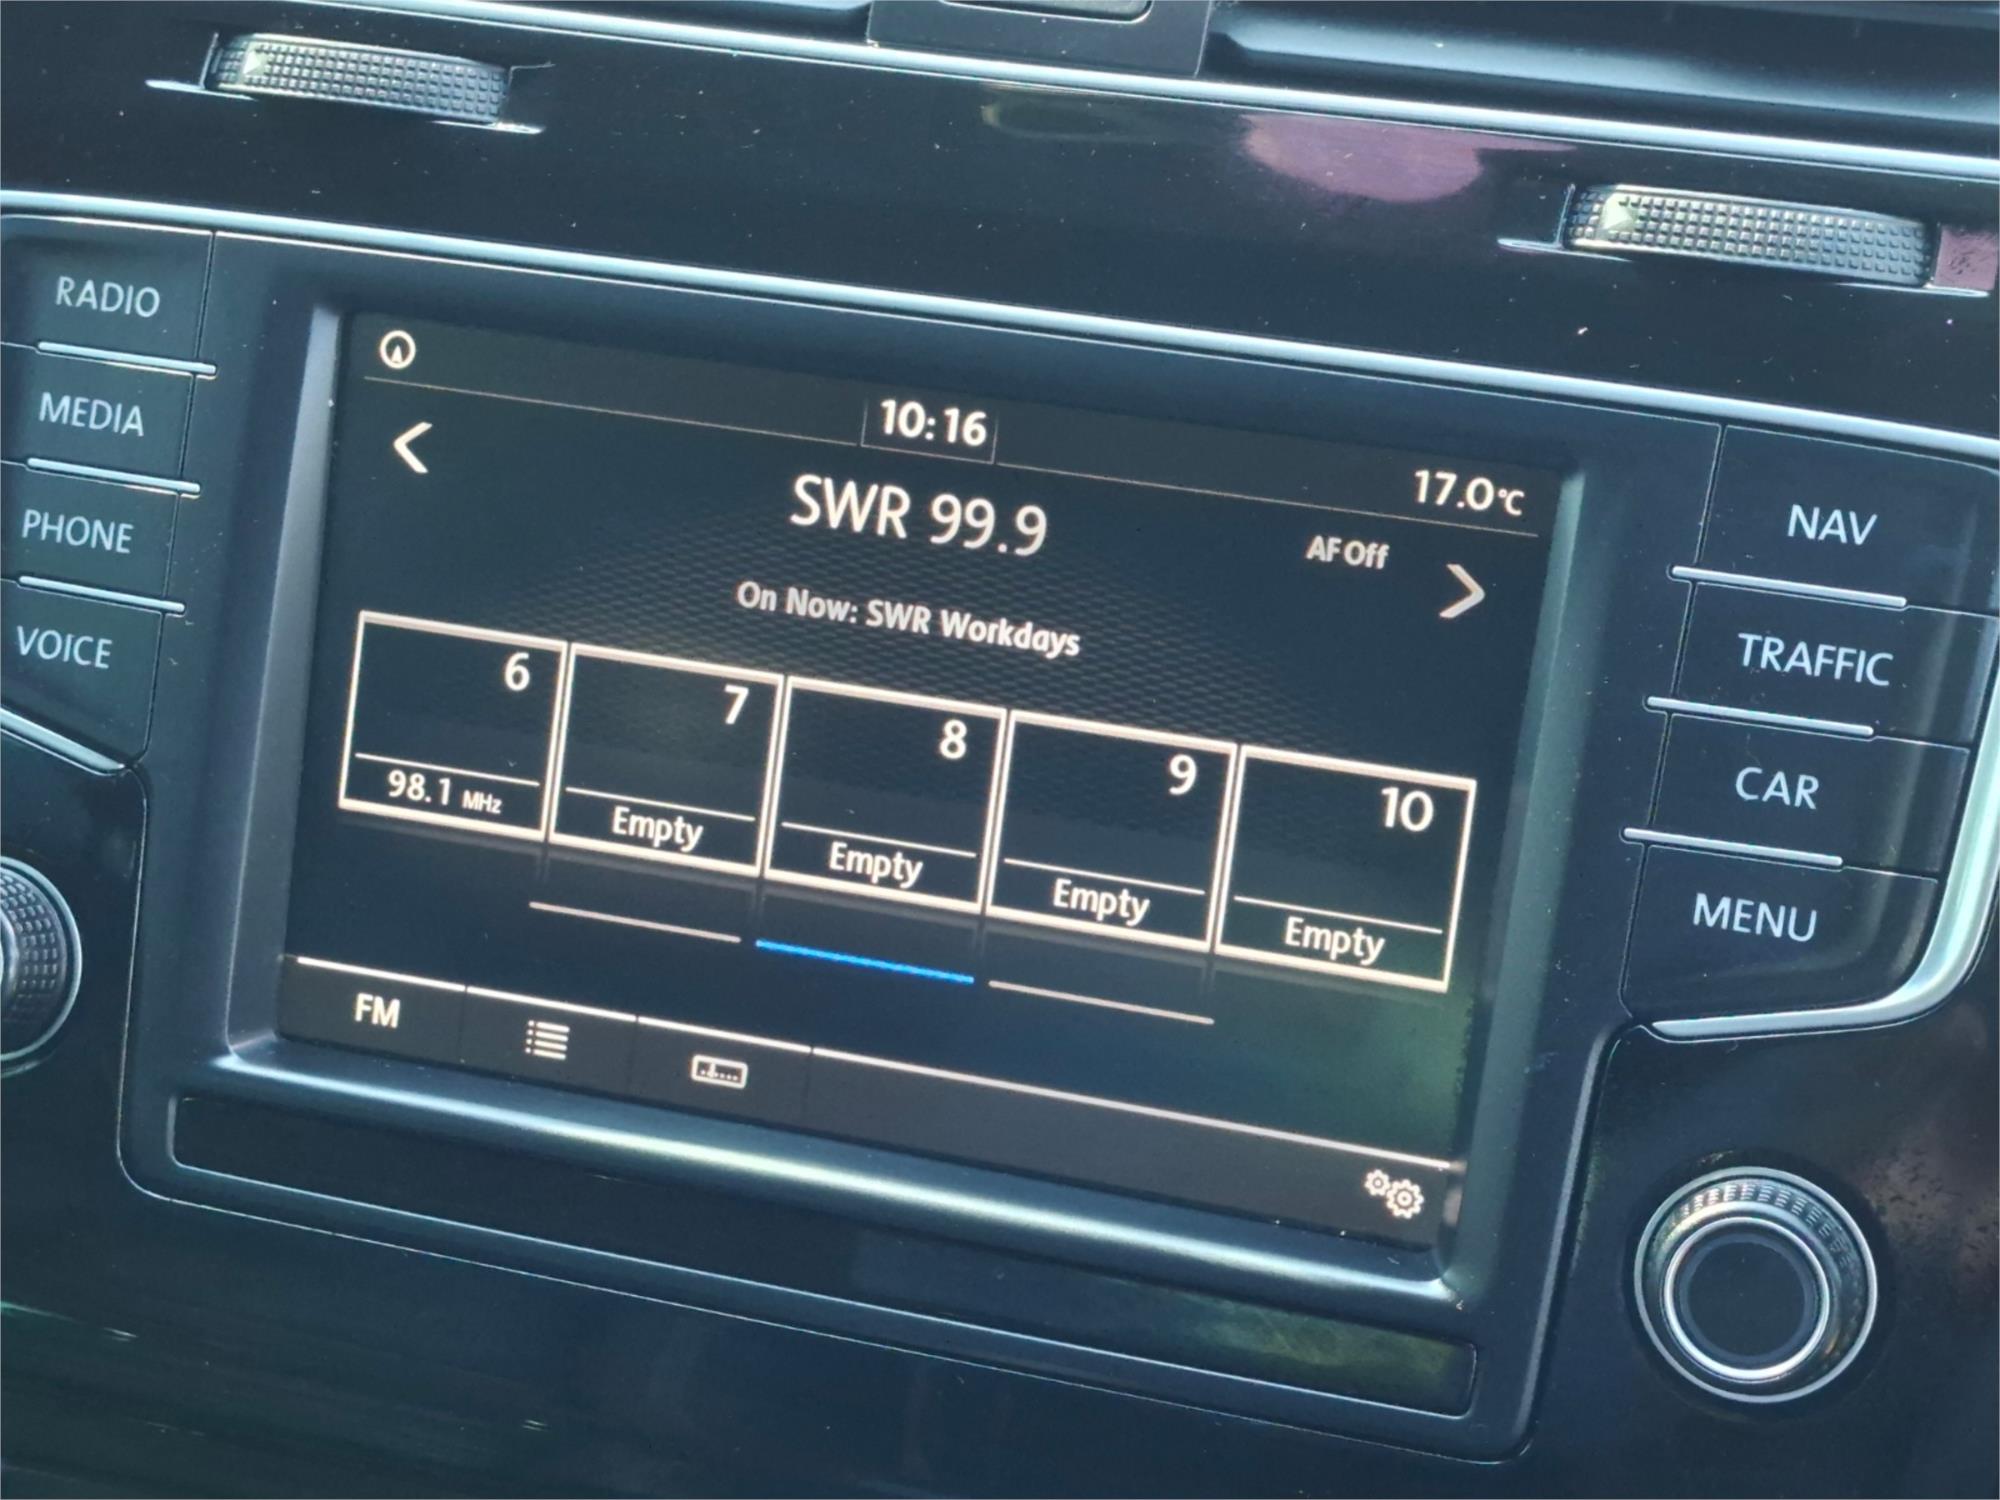 RADIO
MEDIA
PHONE
VOICE
10:16
17.0°C
SWR 99.9
AF Off
On Now: SWR Workdays
6
98.1 MHz
7
Empty
8
Empty
9
Empty
10
Empty
FM
NAV
TRAFFIC
CAR
MENU